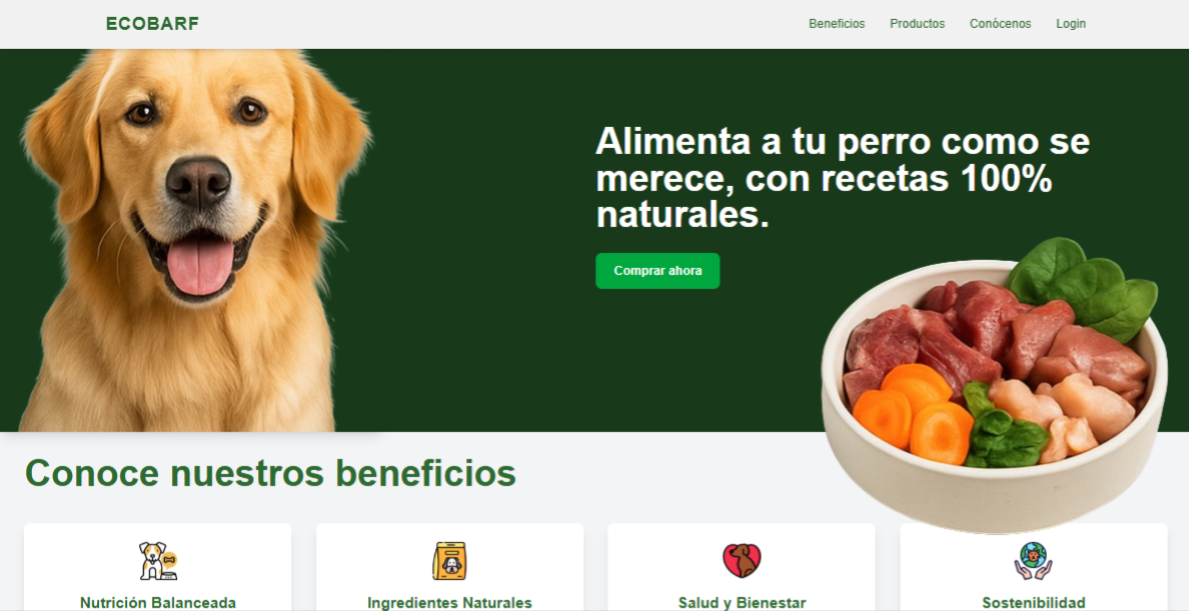 ECOBARF
Beneficios Productos Conócenos Login
Alimenta a tu perro como se
merece, con recetas 100%
naturales.
Comprar ahora
Conoce nuestros beneficios
Nutrición Balanceada
Ingredientes Naturales
Salud y Bienestar
Sostenibilidad